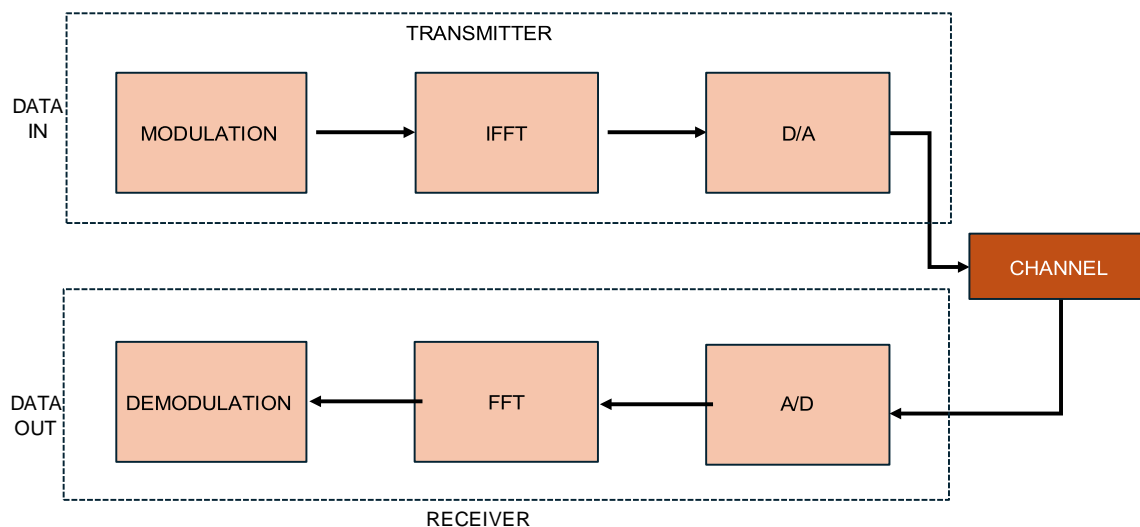 TRANSMITTER
DATA
IN
MODULATION
IFFT
D/A
CHANNEL
DATA
OUT
DEMODULATION
FFT
A/D
RECEIVER